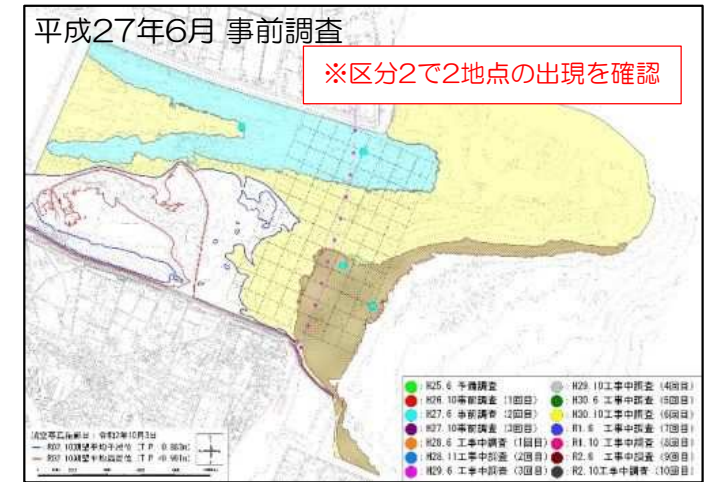 平成27年6月 事前調査
※区分2で2地点の出現を確認
H25.6 予備調査
H26.10事前調査 (1回目)
H27.6 事前調査 (2回目)
H27.10事前調査 (3回目)
H28.6 工事中調査 (1回目)
H28.11工事中調査 (2回目)
H29.6 工事中調査 (3回目)
H29.10工事中調査 (4回目)
H30.6 工事中調査 (5回目)
H30.10工事中調査 (6回目)
R1.6 工事中調査 (7回目)
R1.10 工事中調査 (8回目)
R2.6 工事中調査 (9回目)
R2.10工事中調査 (10回目)